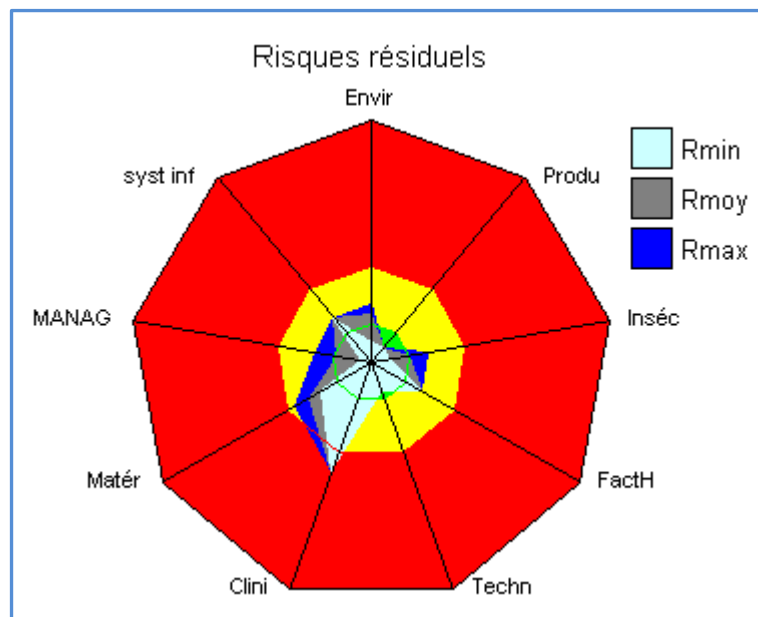 Risques résiduels
Envir
syst inf
Produ
Rmin
Rmoy
Rmax
MANAG
Inséc
Matér
FactH
Clini
Techn